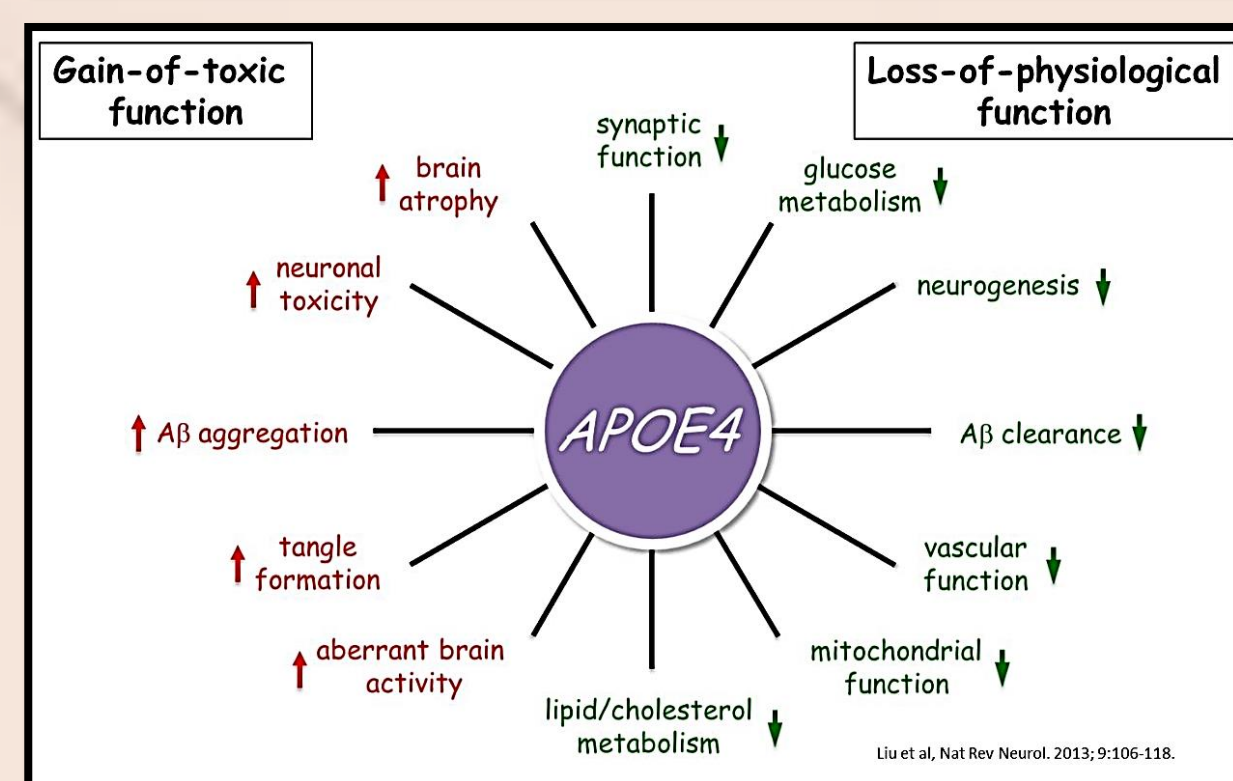 Gain-of-toxic
function
Loss-of-physiological
function
synaptic
function
glucose
metabolism
neurogenesis
Aβ clearance
vascular
function
mitochondrial
function
lipid/cholesterol
metabolism
aberrant brain
activity
tangle
formation
Aβ aggregation
neuronal
toxicity
brain
atrophy
APOE4
Liu et al, Nat Rev Neurol. 2013; 9:106-118.